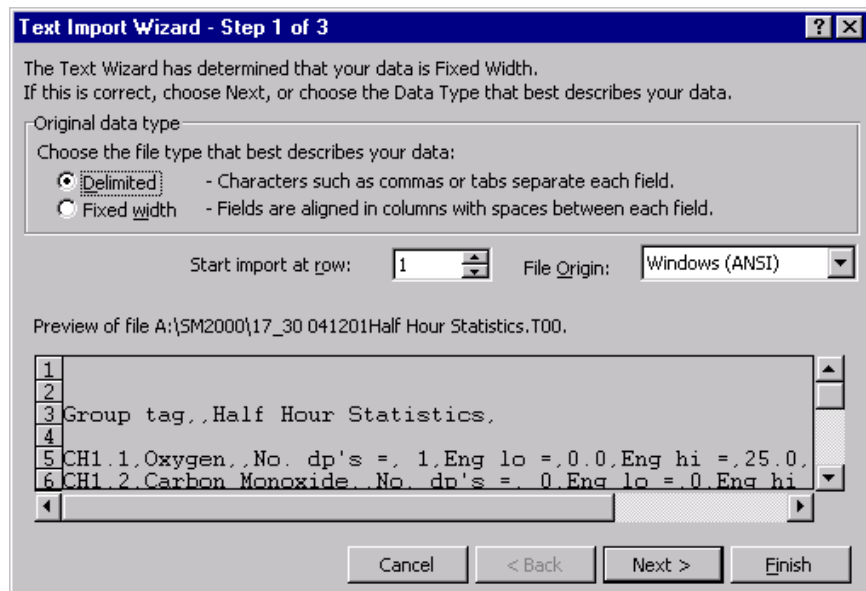 Text Import Wizard - Step 1 of 3
The Text Wizard has determined that your data is Fixed Width.
If this is correct, choose Next, or choose the Data Type that best describes your data.
Original data type
Choose the file type that best describes your data:
Delimited - Characters such as commas or tabs separate each field.
Fixed width - Fields are aligned in columns with spaces between each field.
Start import at row: 1 File Origin: Windows (ANSI)
Preview of file A:\SM2000\17_30 041201Half Hour Statistics.T00.
1
2
3 Group tag,,Half Hour Statistics,
4
5 CH1.1,Oxygen,,No. dp's =, 1,Eng lo =,0.0,Eng hi =,25.0,
6 CH1.2,Carbon Monoxide,,No. dp's =, 0,Eng lo =,0,Eng hi
Cancel < Back Next > Finish